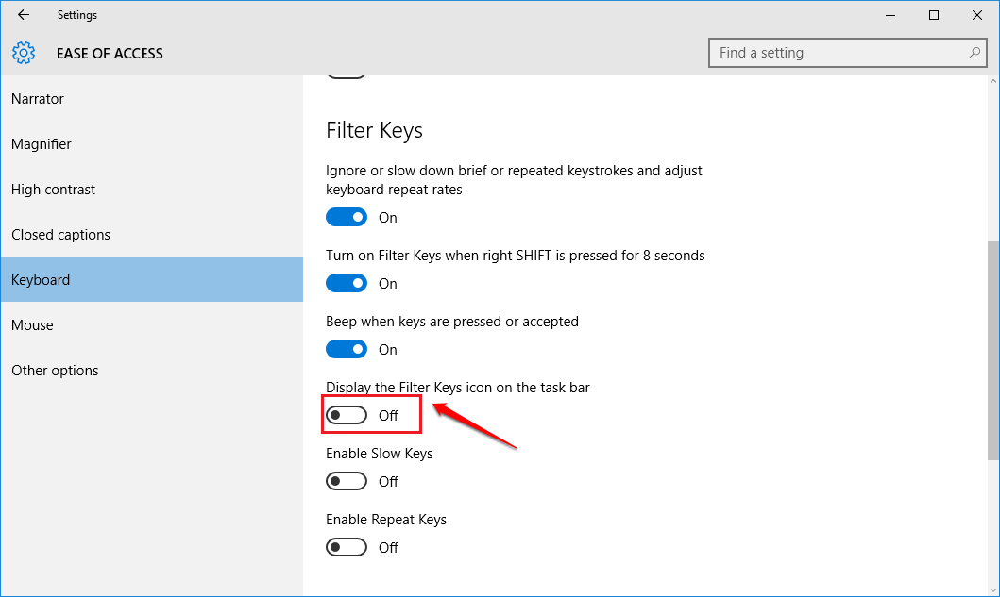 Settings
EASE OF ACCESS
Find a setting
Narrator
Magnifier
High contrast
Closed captions
Keyboard
Mouse
Other options
Filter Keys
Ignore or slow down brief or repeated keystrokes and adjust
keyboard repeat rates
On
Turn on Filter Keys when right SHIFT is pressed for 8 seconds
On
Beep when keys are pressed or accepted
On
Display the Filter Keys icon on the task bar
Off
Enable Slow Keys
Off
Enable Repeat Keys
Off